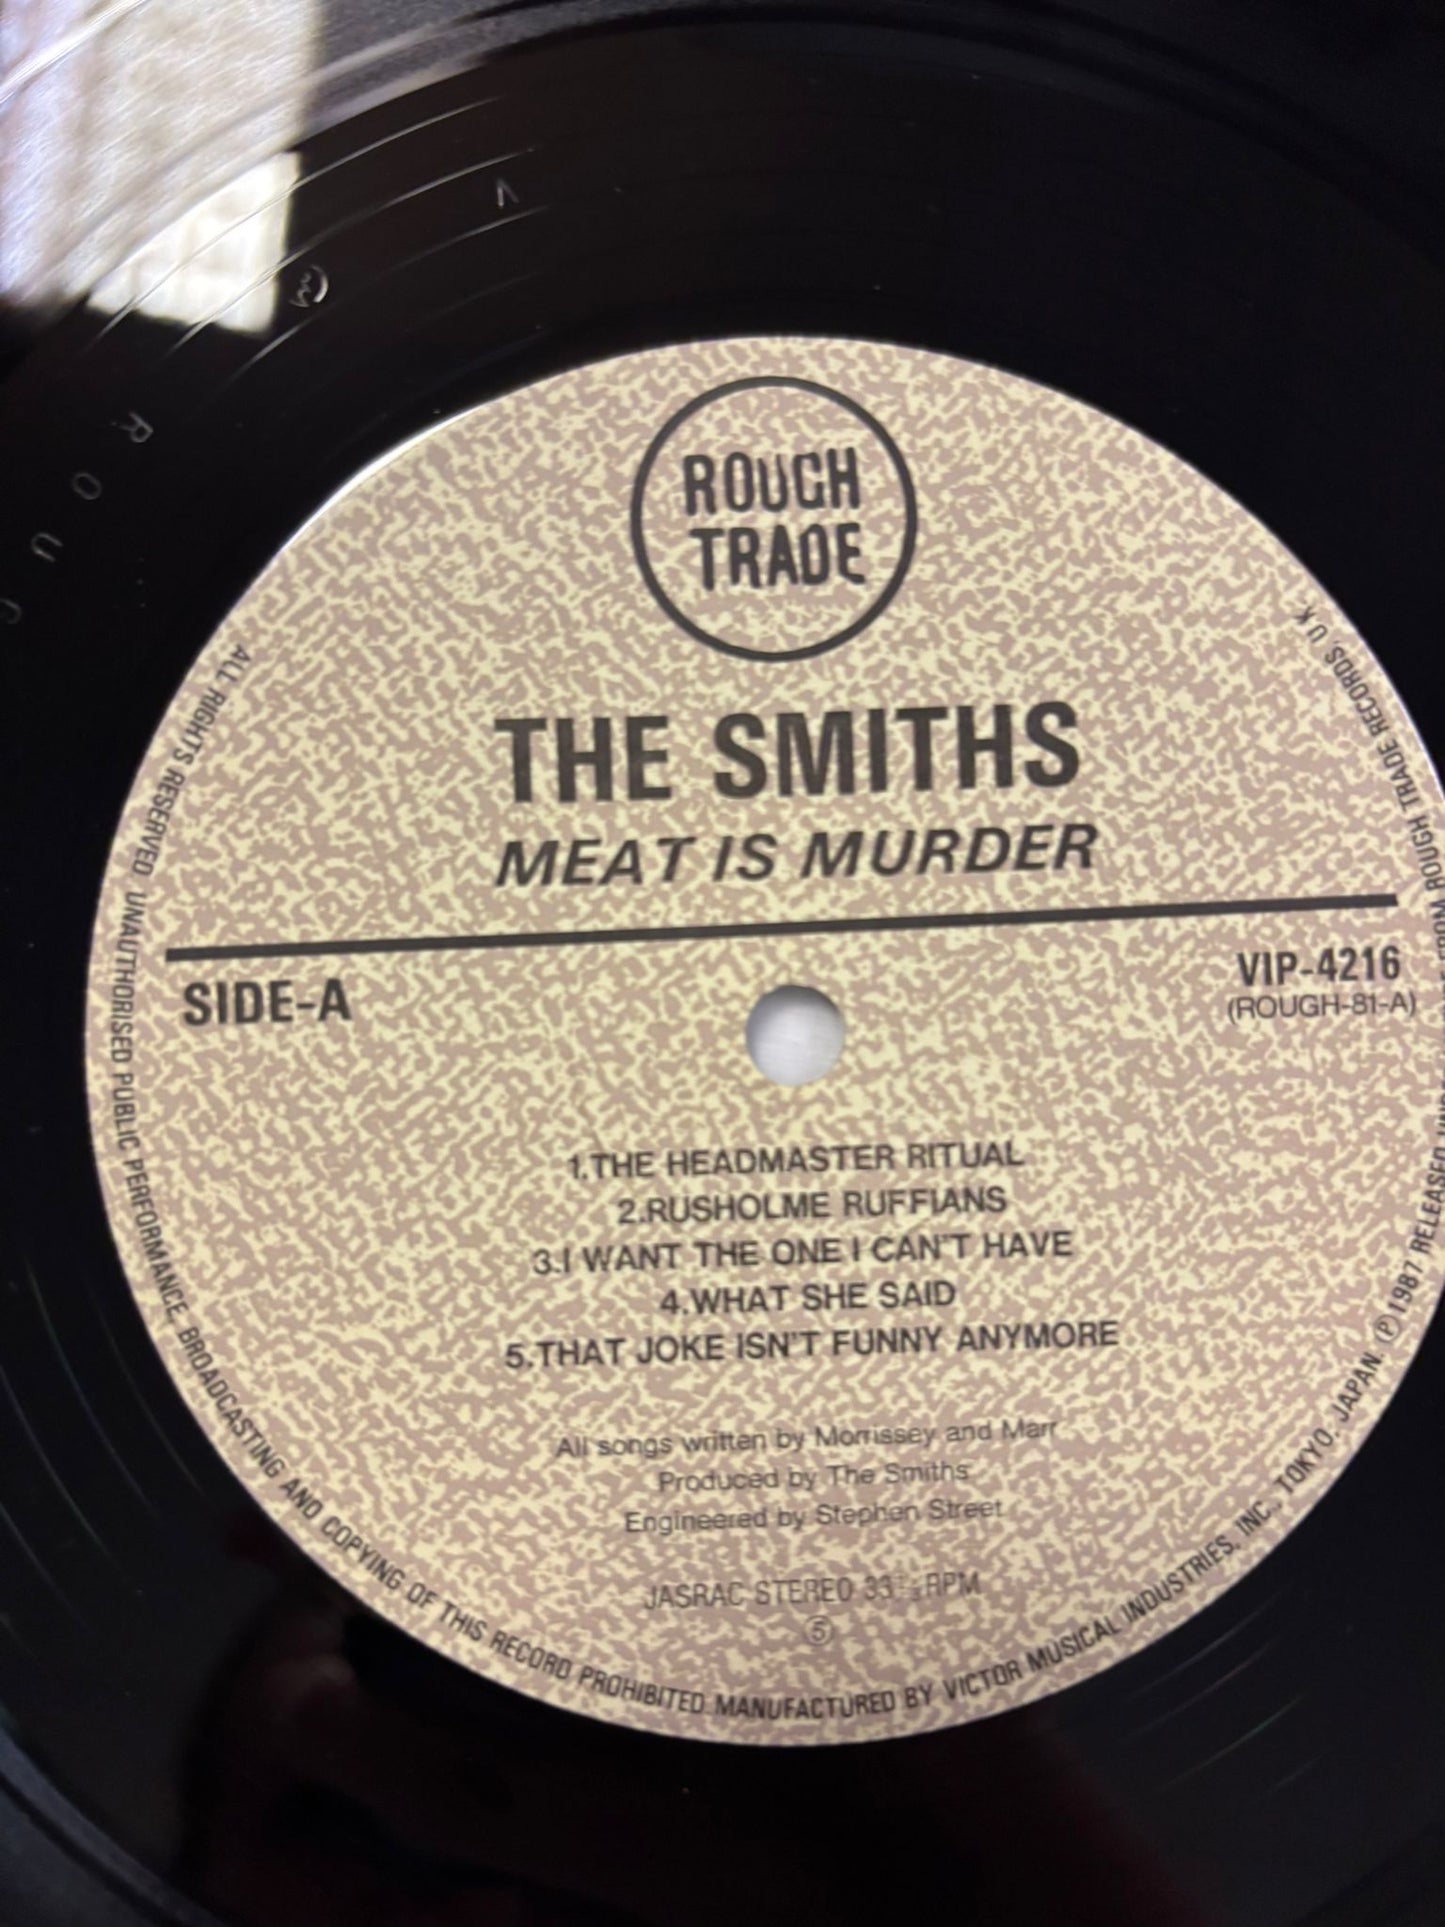 ROUGH
TRADE
THE SMITHS
MEAT IS MURDER
SIDE-A
VIP-4216
(ROUGH-81-A)
1.THE HEADMASTER RITUAL
2.RUSHOLME RUFFIANS
3.I WANT THE ONE I CAN'T HAVE
4.WHAT SHE SAID
5.THAT JOKE ISN'T FUNNY ANYMORE
All songs written by Morrissey and Marr
Produced by The Smiths
Engineered by Stephen Street
JASRAC STEREO 33⅓RPM
⑤
ALL RIGHTS RESERVED UNAUTHORISED PUBLIC PERFORMANCE, BROADCASTING AND COPYING OF THIS RECORD PROHIBITED. MANUFACTURED BY VICTOR MUSICAL INDUSTRIES, INC., TOKYO, JAPAN. Ⓟ1987 RELEASED FROM ROUGH TRADE RECORDS, U.K
R O U
V